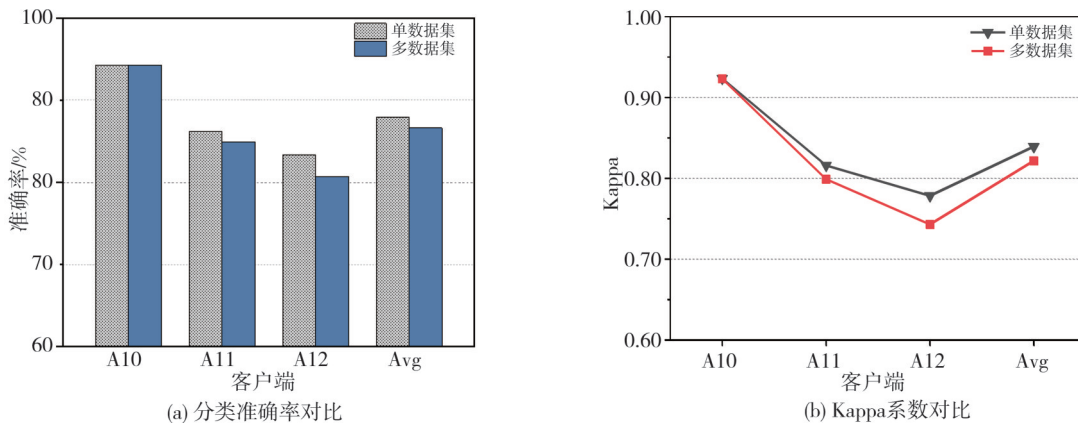 100
80
80
70
60
准确率/%
单数据集
多数据集
A10
A11
A12
Avg
客户端
(a) 分类准确率对比
1.00
0.90
0.80
0.70
0.60
Kappa
单数据集
多数据集
A10
A11
A12
Avg
客户端
(b) Kappa系数对比